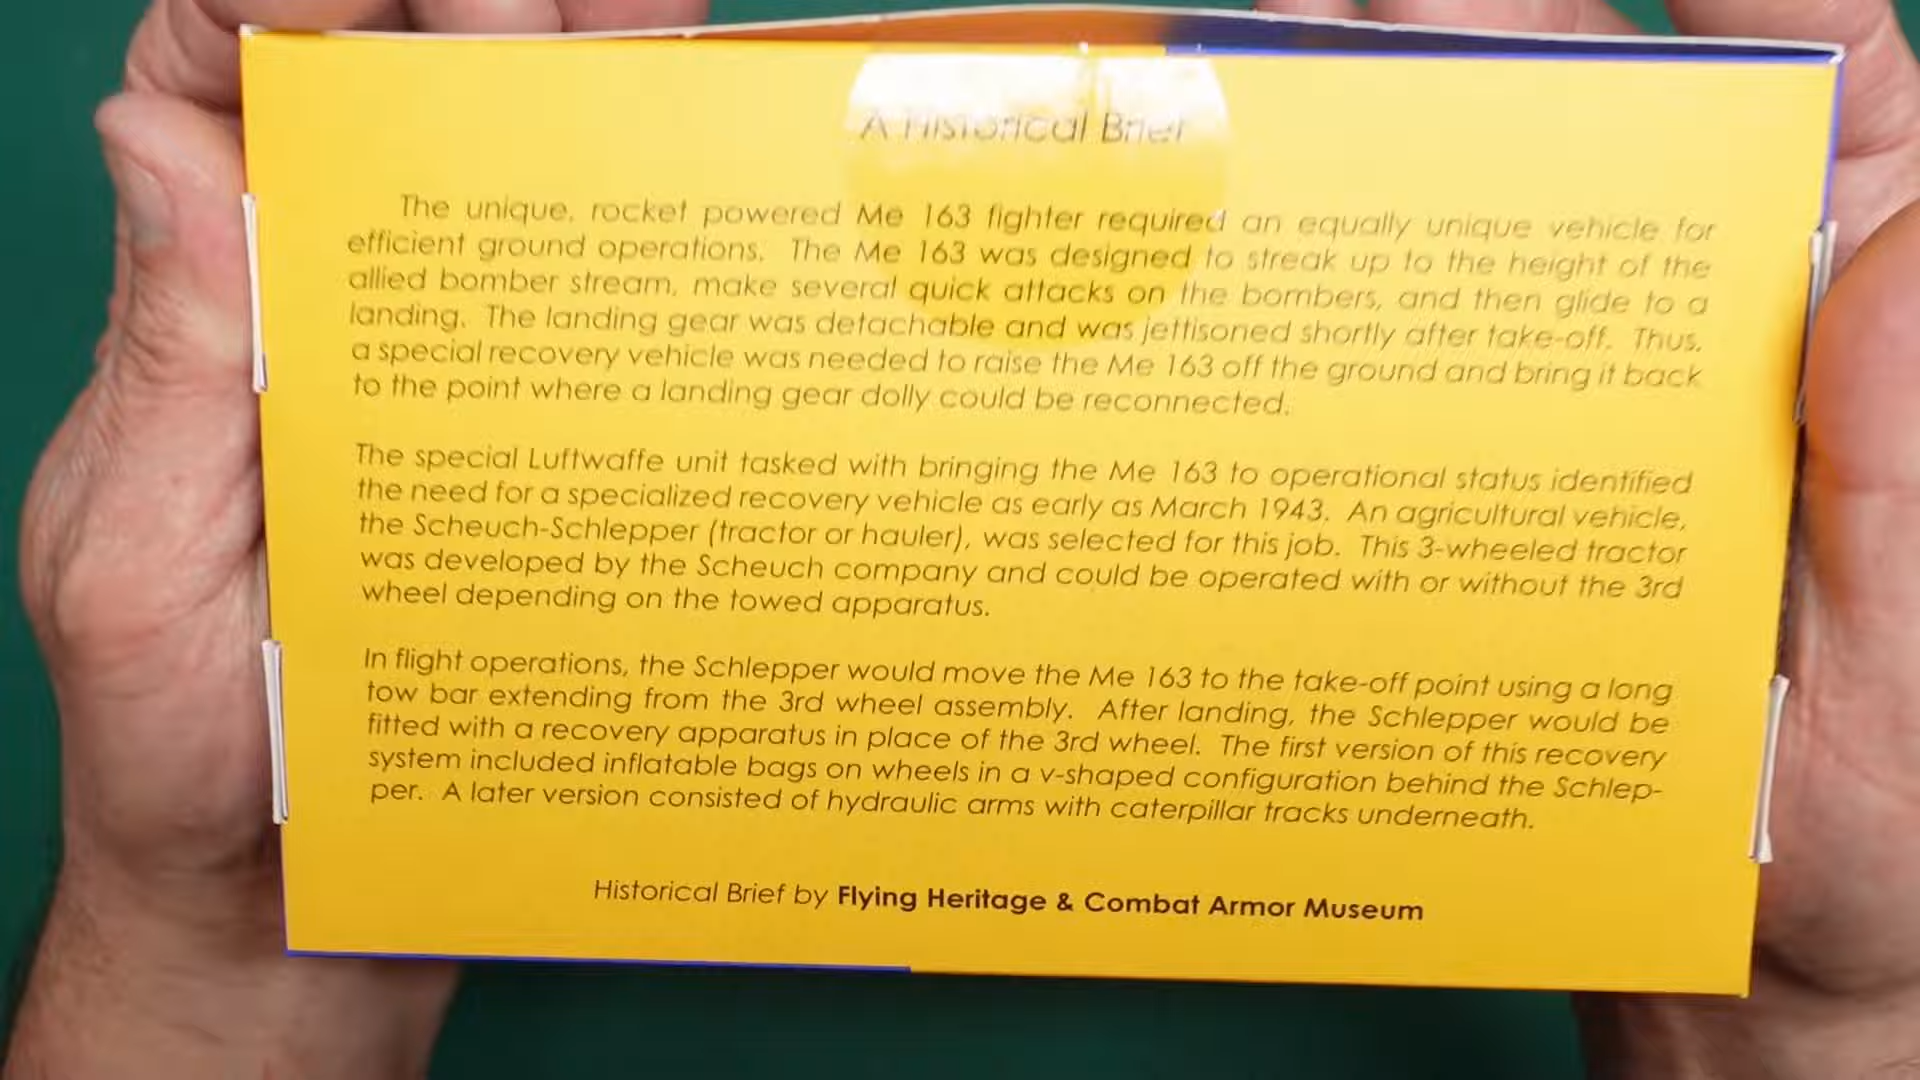 A Historical Brief
The unique, rocket powered Me 163 fighter required an equally unique vehicle for
efficient ground operations. The Me 163 was designed to streak up to the height of the
allied bomber stream, make several quick attacks on the bombers, and then glide to a
landing. The landing gear was detachable and was jettisoned shortly after take-off. Thus,
a special recovery vehicle was needed to raise the Me 163 off the ground and bring it back
to the point where a landing gear dolly could be reconnected.
The special Luftwaffe unit tasked with bringing the Me 163 to operational status identified
the need for a specialized recovery vehicle as early as March 1943. An agricultural vehicle,
the Scheuch-Schlepper (tractor or hauler), was selected for this job. This 3-wheeled tractor
was developed by the Scheuch company and could be operated with or without the 3rd
wheel depending on the towed apparatus.
In flight operations, the Schlepper would move the Me 163 to the take-off point using a long
tow bar extending from the 3rd wheel assembly. After landing, the Schlepper would be
fitted with a recovery apparatus in place of the 3rd wheel. The first version of this recovery
system included inflatable bags on wheels in a v-shaped configuration behind the Schlep-
per. A later version consisted of hydraulic arms with caterpillar tracks underneath.
Historical Brief by Flying Heritage & Combat Armor Museum